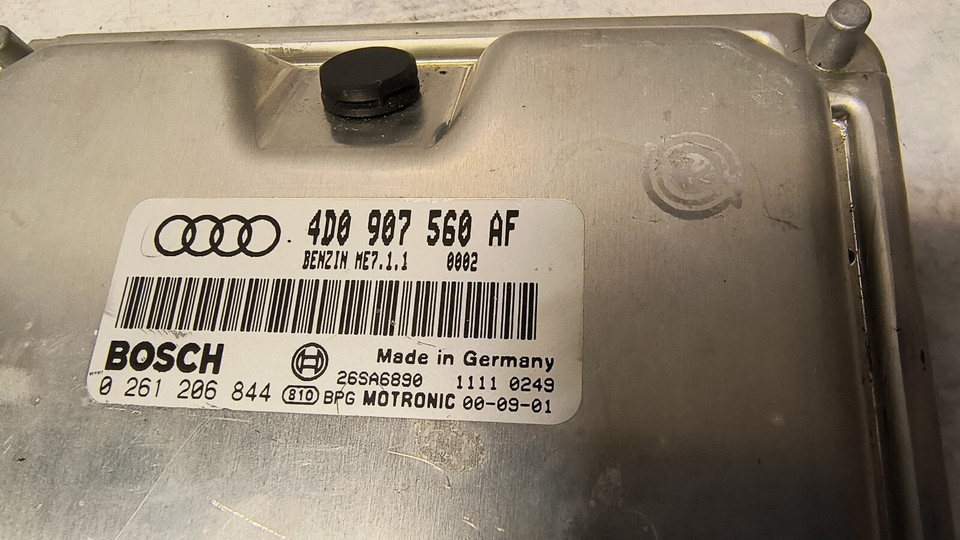 4D0 907 560 AF
BENZIN ME7.1.1 0002
BOSCH
Made in Germany
26SA6890 1111 0249
0 261 206 844 810 BPG MOTRONIC 00-09-01